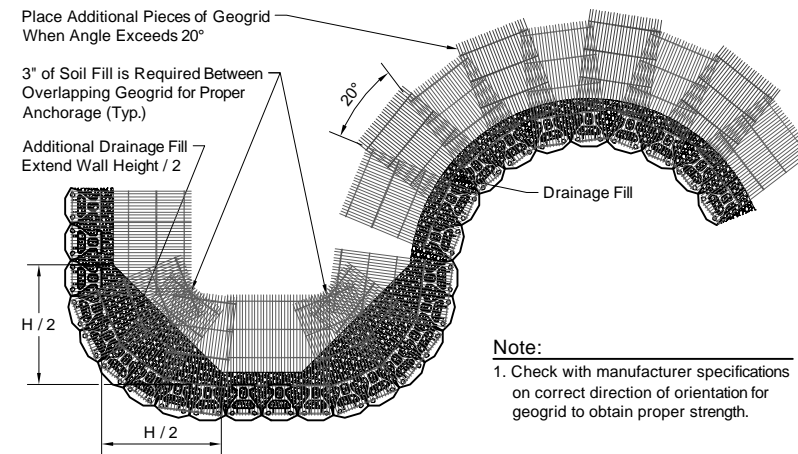 Place Additional Pieces of Geogrid
When Angle Exceeds 20°
3" of Soil Fill is Required Between
Overlapping Geogrid for Proper
Anchorage (Typ.)
Additional Drainage Fill
Extend Wall Height / 2
20°
Drainage Fill
H / 2
H / 2
Note:
1. Check with manufacturer specifications
on correct direction of orientation for
geogrid to obtain proper strength.